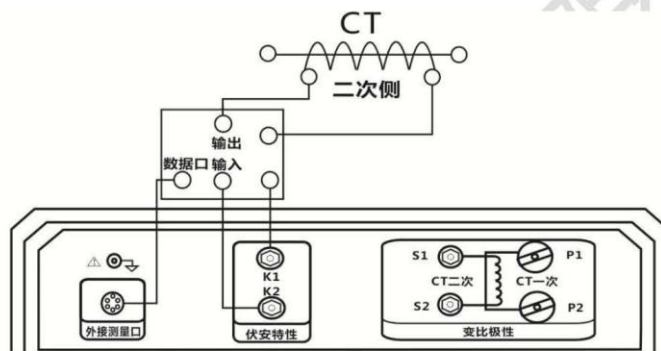 CT
二次侧
输出
数据口 输入
K1
K2
外接测量口
伏安特性
S1
P1
CT二次
CT一次
S2
P2
变比极性